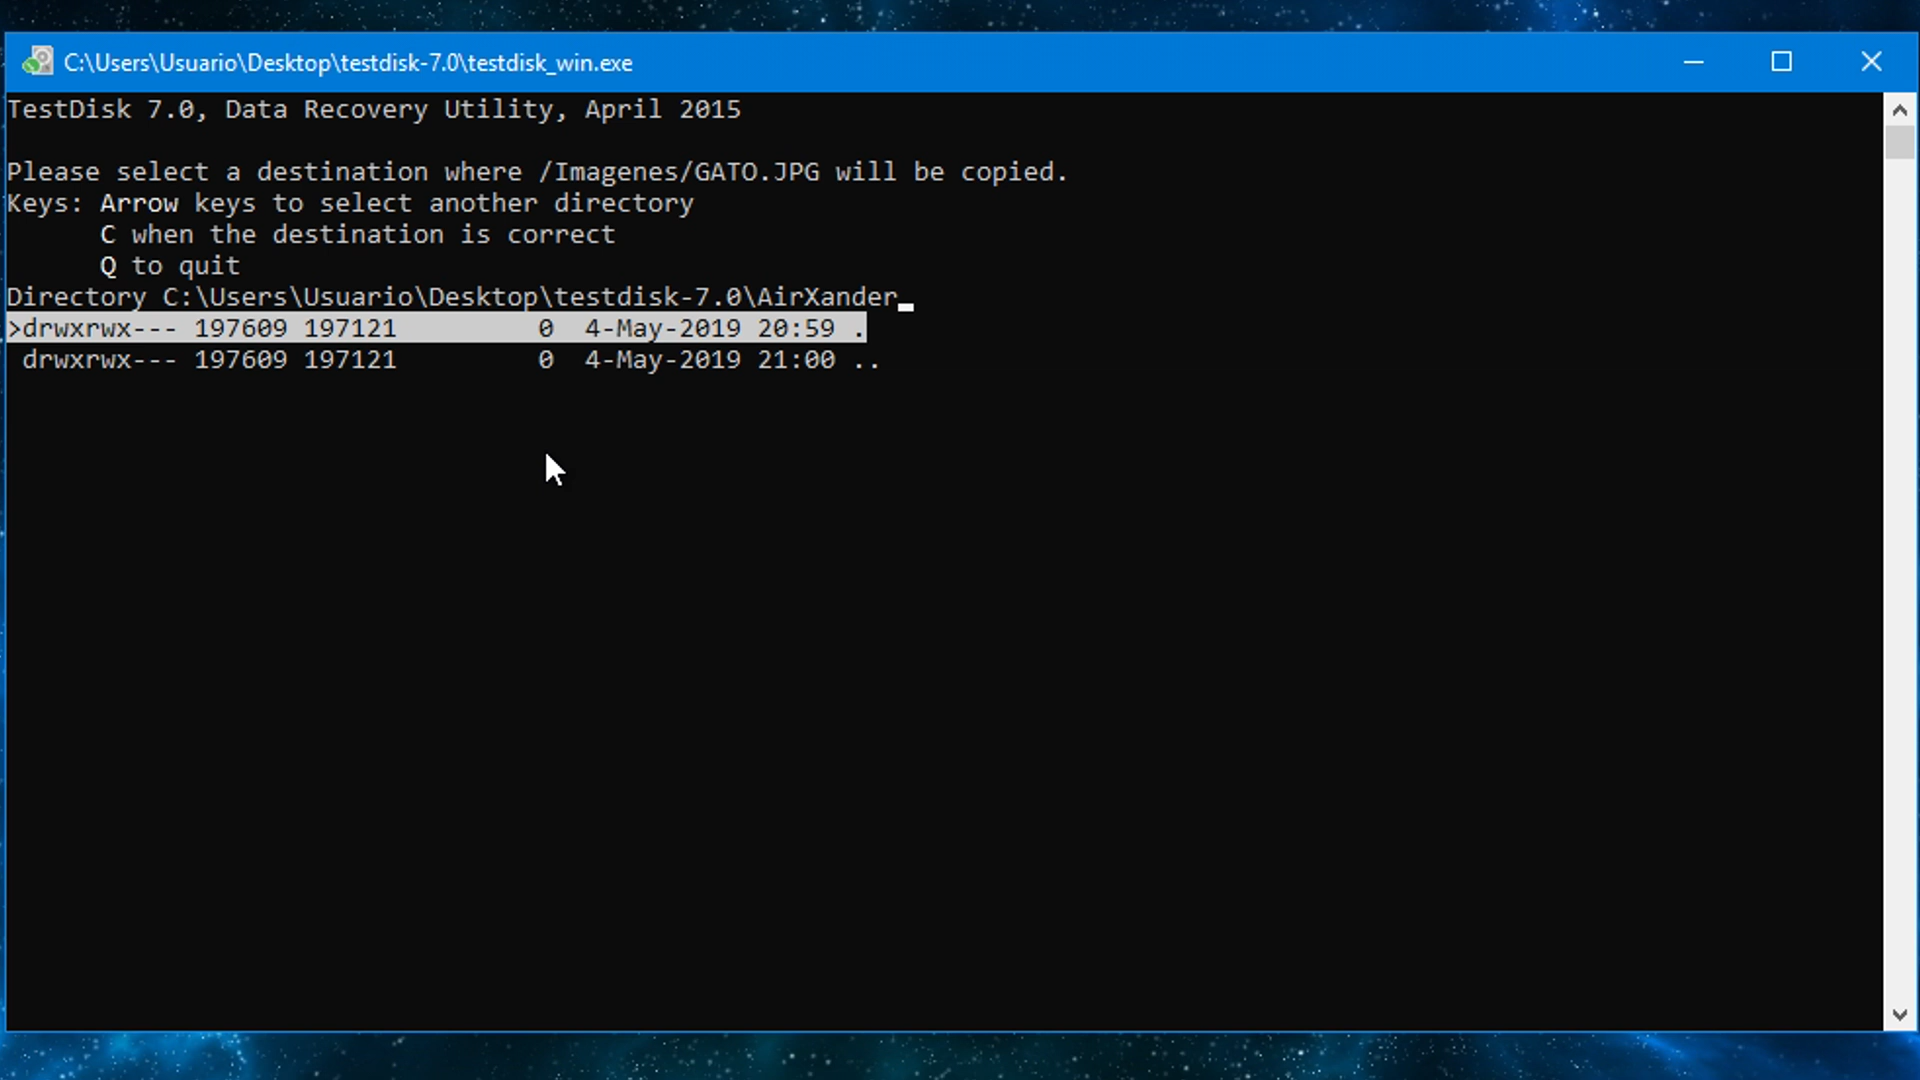 C:\Users\Usuario\Desktop\testdisk-7.0\testdisk_win.exe
TestDisk 7.0, Data Recovery Utility, April 2015
Please select a destination where /Imagenes/GATO.JPG will be copied.
Keys: Arrow keys to select another directory
C when the destination is correct
Q to quit
Directory C:\Users\Usuario\Desktop\testdisk-7.0\AirXander
>drwxrwx--- 197609 197121         0  4-May-2019 20:59 .
drwxrwx--- 197609 197121         0  4-May-2019 21:00 ..